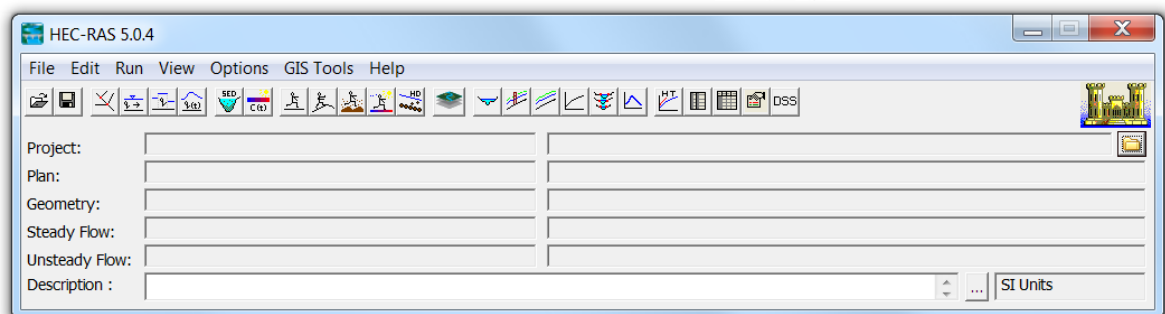 HEC-RAS 5.0.4
File Edit Run View Options GIS Tools Help
SED C(t) HT HD DSS
Project:
Plan:
Geometry:
Steady Flow:
Unsteady Flow:
Description : ... SI Units